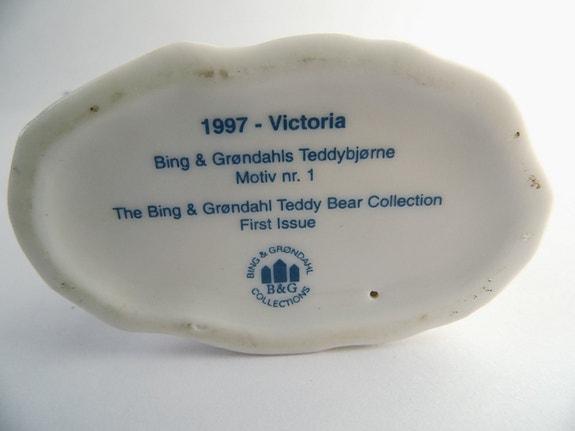 1997 - Victoria
Bing & Grøndahls Teddybjørne
Motiv nr. 1
The Bing & Grøndahl Teddy Bear Collection
First Issue
BING & GRØNDAHL
B&G
COLLECTIONS